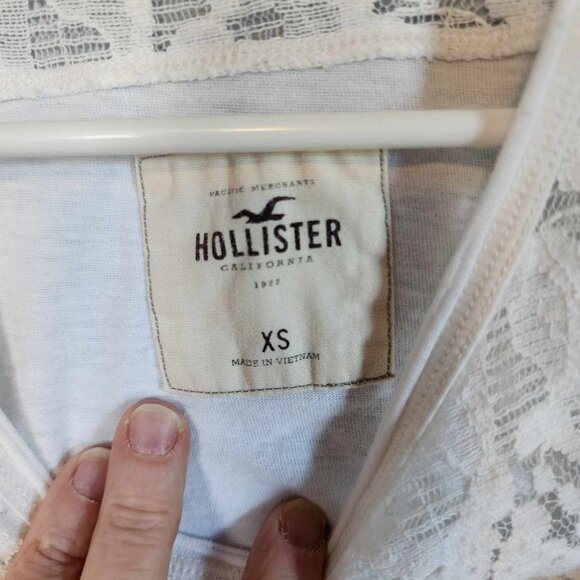 PACIFIC MERCHANTS
HOLLISTER
CALIFORNIA
1922
XS
MADE IN VIETNAM